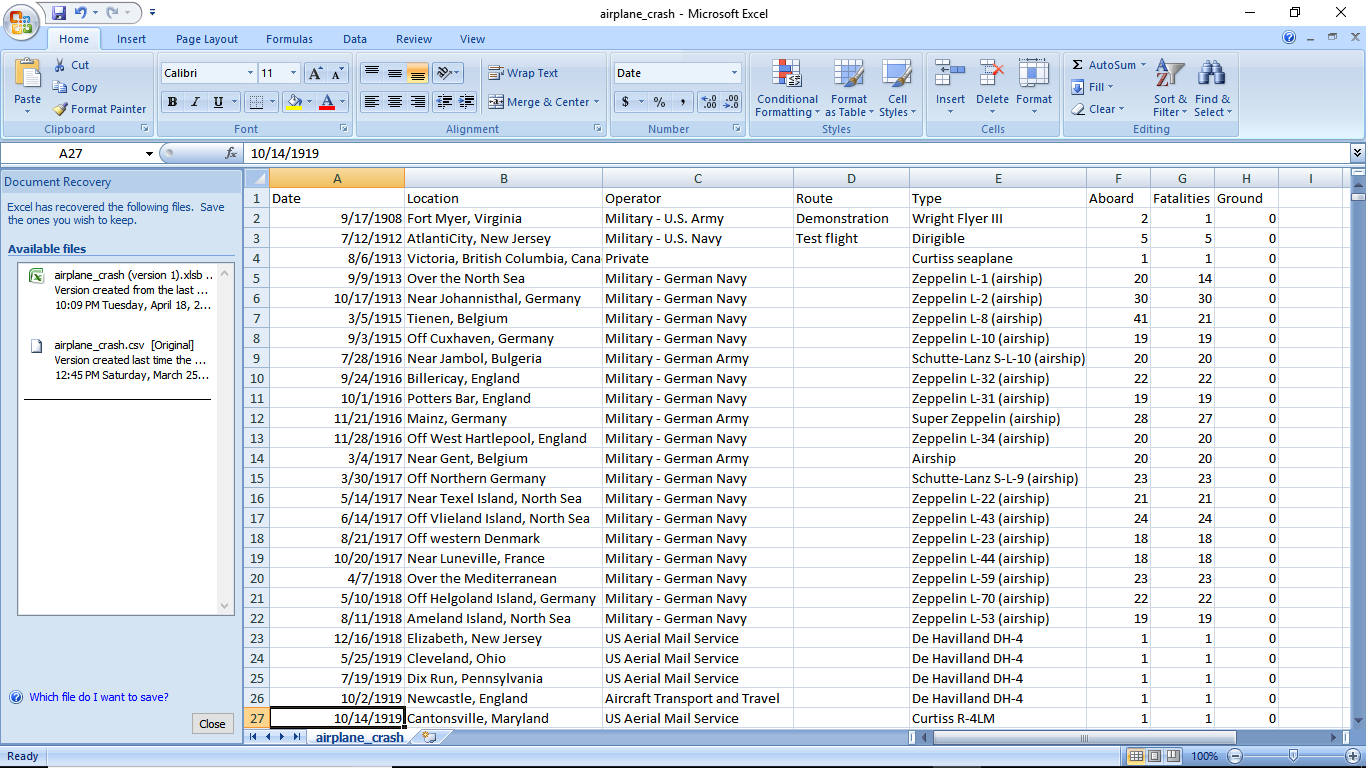 airplane_crash - Microsoft Excel
Home Insert Page Layout Formulas Data Review View
Paste
Cut
Copy
Format Painter
Clipboard
Calibri 11
B I U
Font
Wrap Text
Merge & Center
Alignment
Date
$ % ,
Number
Conditional Formatting
Format as Table
Cell Styles
Styles
Insert Delete Format
Cells
AutoSum
Fill
Clear
Sort & Filter
Find & Select
Editing
A27 fx 10/14/1919
Document Recovery
Excel has recovered the following files. Save
the ones you wish to keep.
Available files
airplane_crash (version 1).xlsb ..
Version created from the last ...
10:09 PM Tuesday, April 18, 2...
airplane_crash.csv [Original]
Version created last time the ...
12:45 PM Saturday, March 25...
Which file do I want to save?
Close
A B C D E F G H I
1 Date Location Operator Route Type Aboard Fatalities Ground
2 9/17/1908 Fort Myer, Virginia Military - U.S. Army Demonstration Wright Flyer III 2 1 0
3 7/12/1912 AtlantiCity, New Jersey Military - U.S. Navy Test flight Dirigible 5 5 0
4 8/6/1913 Victoria, British Columbia, Cana Private Curtiss seaplane 1 1 0
5 9/9/1913 Over the North Sea Military - German Navy Zeppelin L-1 (airship) 20 14 0
6 10/17/1913 Near Johannisthal, Germany Military - German Navy Zeppelin L-2 (airship) 30 30 0
7 3/5/1915 Tienen, Belgium Military - German Navy Zeppelin L-8 (airship) 41 21 0
8 9/3/1915 Off Cuxhaven, Germany Military - German Navy Zeppelin L-10 (airship) 19 19 0
9 7/28/1916 Near Jambol, Bulgeria Military - German Army Schutte-Lanz S-L-10 (airship) 20 20 0
10 9/24/1916 Billericay, England Military - German Navy Zeppelin L-32 (airship) 22 22 0
11 10/1/1916 Potters Bar, England Military - German Navy Zeppelin L-31 (airship) 19 19 0
12 11/21/1916 Mainz, Germany Military - German Army Super Zeppelin (airship) 28 27 0
13 11/28/1916 Off West Hartlepool, England Military - German Navy Zeppelin L-34 (airship) 20 20 0
14 3/4/1917 Near Gent, Belgium Military - German Army Airship 20 20 0
15 3/30/1917 Off Northern Germany Military - German Navy Schutte-Lanz S-L-9 (airship) 23 23 0
16 5/14/1917 Near Texel Island, North Sea Military - German Navy Zeppelin L-22 (airship) 21 21 0
17 6/14/1917 Off Vlieland Island, North Sea Military - German Navy Zeppelin L-43 (airship) 24 24 0
18 8/21/1917 Off western Denmark Military - German Navy Zeppelin L-23 (airship) 18 18 0
19 10/20/1917 Near Luneville, France Military - German Navy Zeppelin L-44 (airship) 18 18 0
20 4/7/1918 Over the Mediterranean Military - German Navy Zeppelin L-59 (airship) 23 23 0
21 5/10/1918 Off Helgoland Island, Germany Military - German Navy Zeppelin L-70 (airship) 22 22 0
22 8/11/1918 Ameland Island, North Sea Military - German Navy Zeppelin L-53 (airship) 19 19 0
23 12/16/1918 Elizabeth, New Jersey US Aerial Mail Service De Havilland DH-4 1 1 0
24 5/25/1919 Cleveland, Ohio US Aerial Mail Service De Havilland DH-4 1 1 0
25 7/19/1919 Dix Run, Pennsylvania US Aerial Mail Service De Havilland DH-4 1 1 0
26 10/2/1919 Newcastle, England Aircraft Transport and Travel De Havilland DH-4 1 1 0
27 10/14/1919 Cantonsville, Maryland US Aerial Mail Service Curtiss R-4LM 1 1 0
airplane_crash
Ready 100%